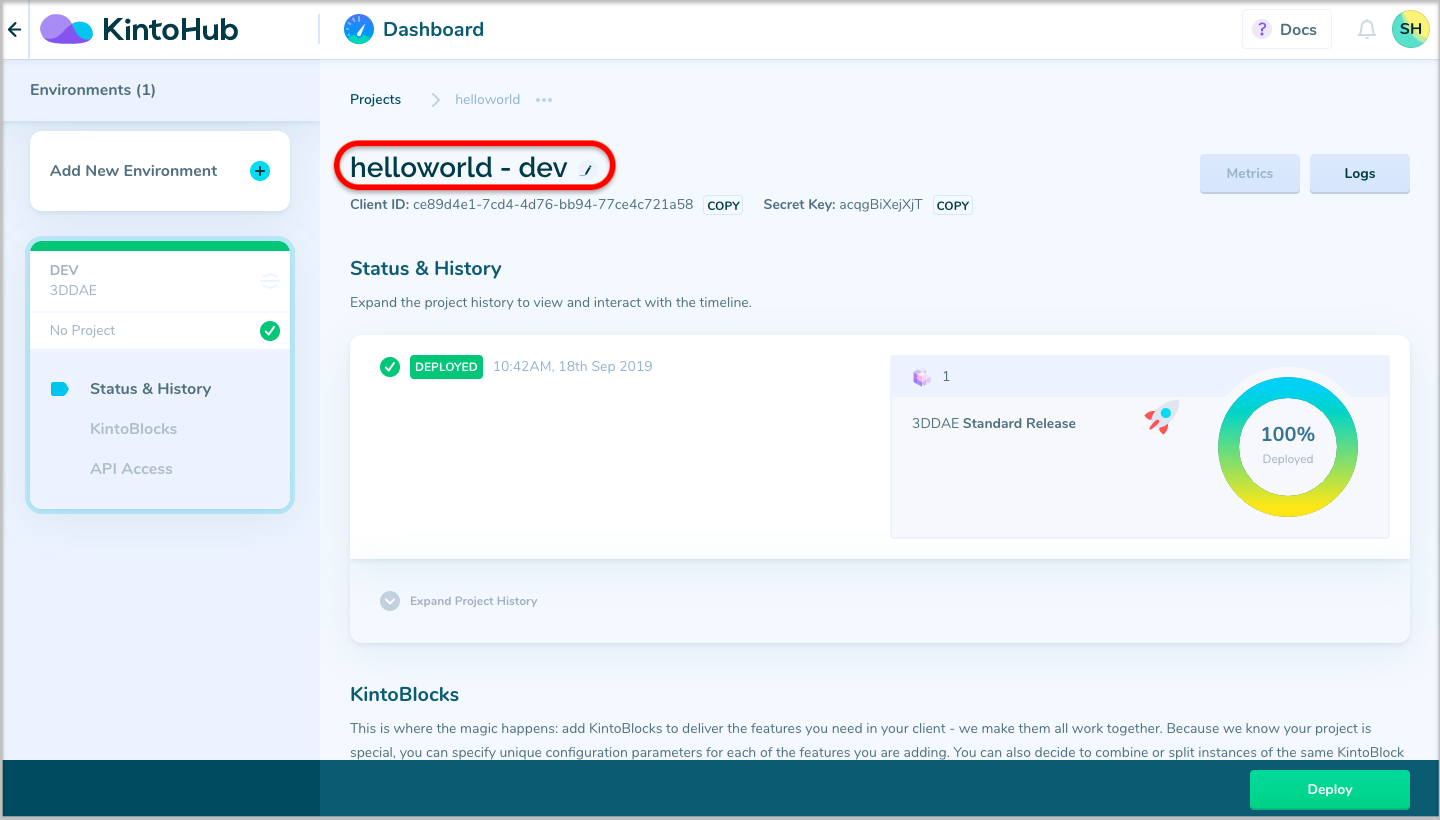 KintoHub
Dashboard
? Docs
SH
Environments (1)
Add New Environment
DEV
3DDAE
No Project
Status & History
KintoBlocks
API Access
Projects
helloworld
helloworld - dev
Client ID: ce89d4e1-7cd4-4d76-bb94-77ce4c721a58 COPY Secret Key: acqgBiXejXjT COPY
Metrics
Logs
Status & History
Expand the project history to view and interact with the timeline.
DEPLOYED 10:42AM, 18th Sep 2019
1
3DDAE Standard Release
100%
Deployed
Expand Project History
KintoBlocks
This is where the magic happens: add KintoBlocks to deliver the features you need in your client - we make them all work together. Because we know your project is
special, you can specify unique configuration parameters for each of the features you are adding. You can also decide to combine or split instances of the same KintoBlock
Deploy